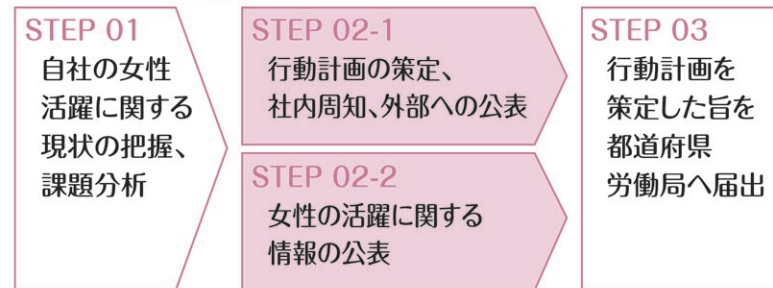 STEP 01
自社の女性
活躍に関する
現状の把握、
課題分析
STEP 02-1
行動計画の策定、
社内周知、外部への公表
STEP 02-2
女性の活躍に関する
情報の公表
STEP 03
行動計画を
策定した旨を
都道府県
労働局へ届出